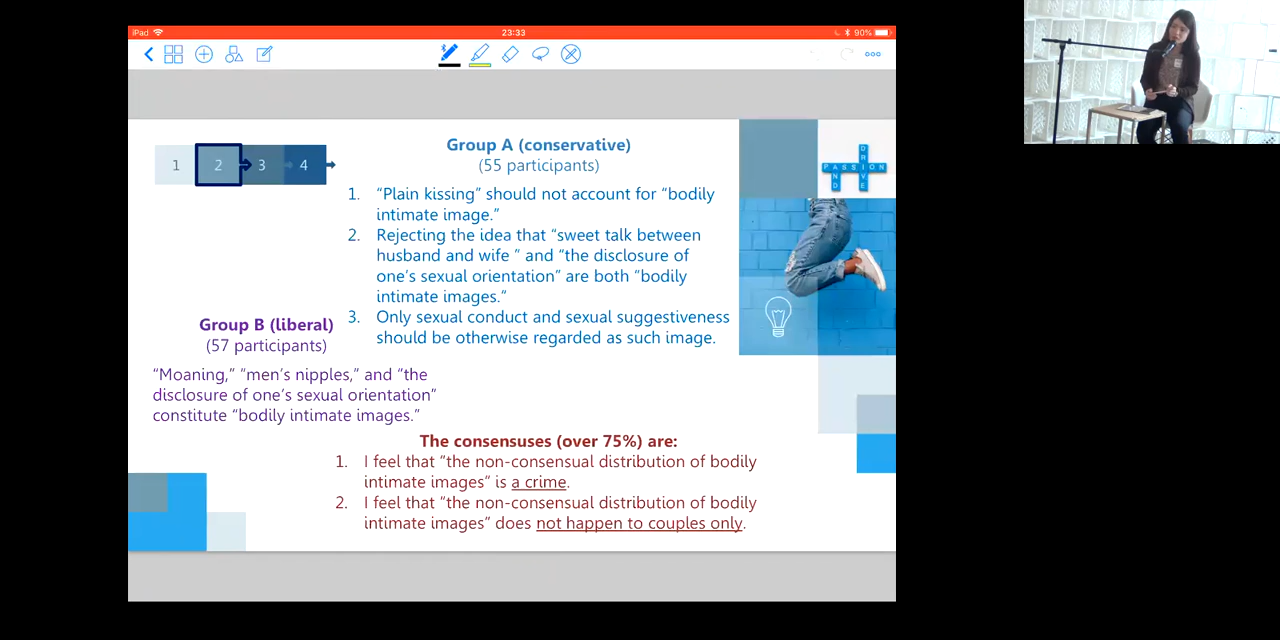 iPad
23:33
90%
1 2 3 4
Group A (conservative)
(55 participants)
1. “Plain kissing” should not account for “bodily
intimate image.”
2. Rejecting the idea that “sweet talk between
husband and wife ” and “the disclosure of
one’s sexual orientation” are both “bodily
intimate images.”
3. Only sexual conduct and sexual suggestiveness
should be otherwise regarded as such image.
DRIVE
PASSION
AND
Group B (liberal)
(57 participants)
“Moaning,” “men’s nipples,” and “the
disclosure of one’s sexual orientation”
constitute “bodily intimate images.”
The consensuses (over 75%) are:
1. I feel that “the non-consensual distribution of bodily
intimate images” is a crime.
2. I feel that “the non-consensual distribution of bodily
intimate images” does not happen to couples only.